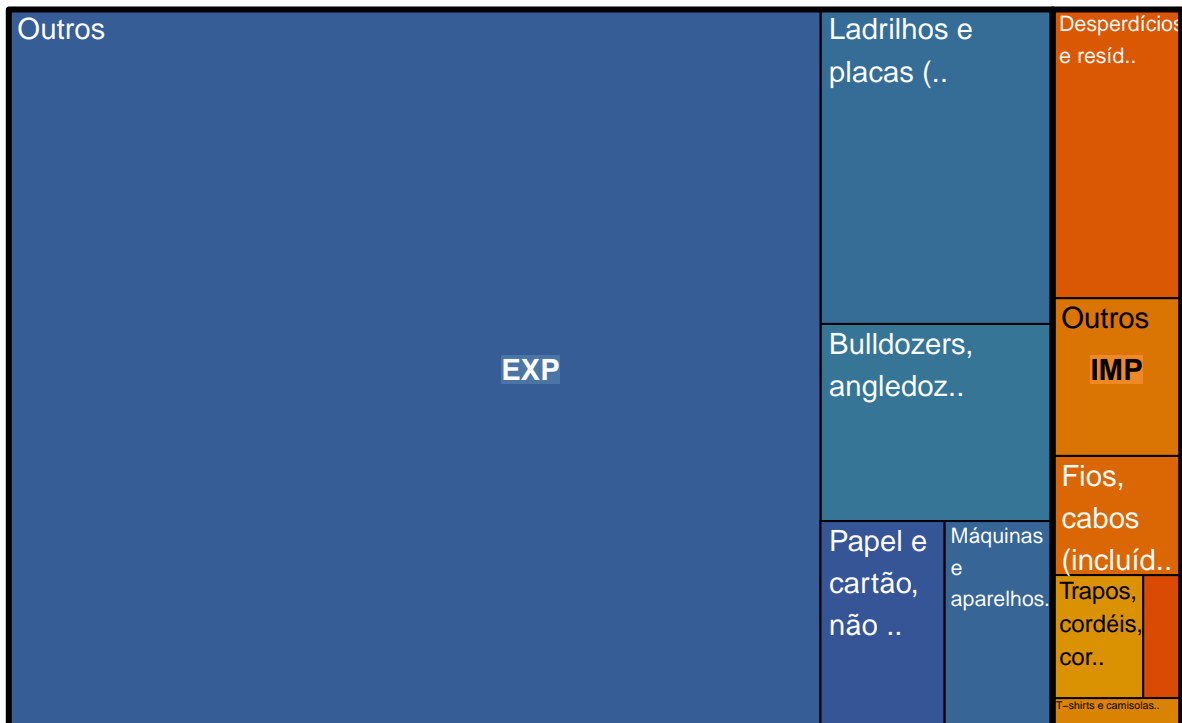 Outros
EXP
Ladrilhos e
placas (..
Bulldozers,
angledoz..
Papel e
cartão,
não ..
Máquinas
e
aparelhos..
Desperdícios
e resíd..
Outros
IMP
Fios,
cabos
(incluíd..
Trapos,
cordéis,
cor..
T−shirts e camisolas..